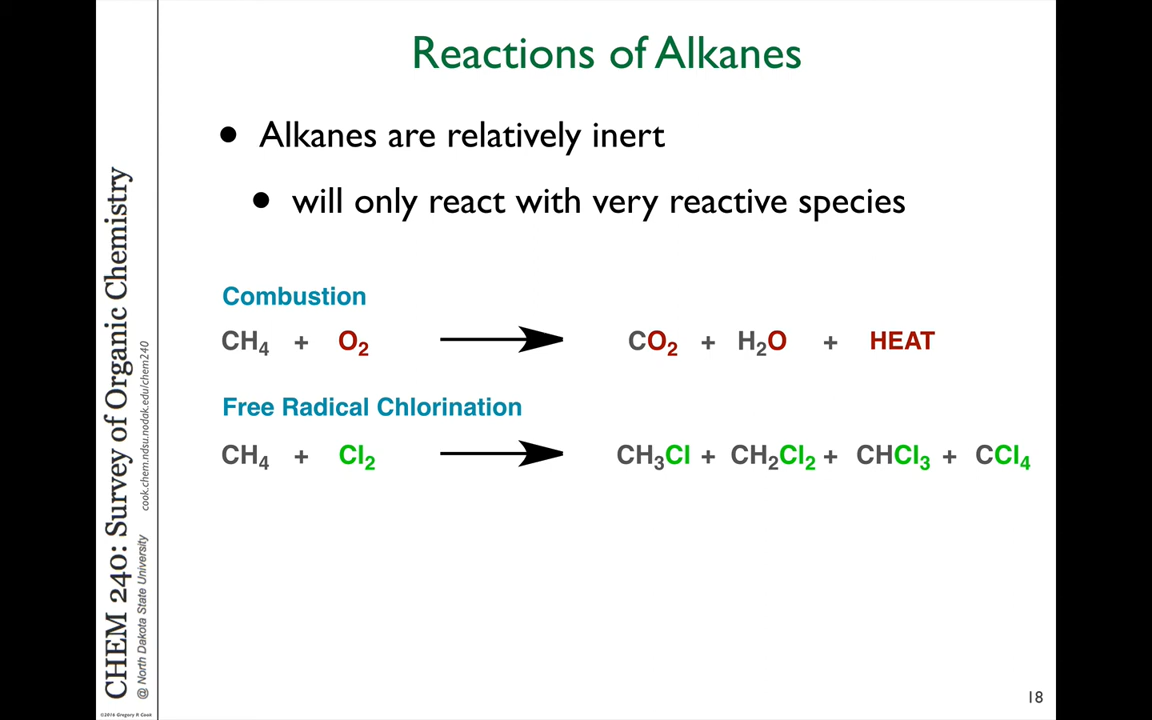 Reactions of Alkanes
• Alkanes are relatively inert
• will only react with very reactive species
Combustion
CH₄ + O₂ → CO₂ + H₂O + HEAT
Free Radical Chlorination
CH₄ + Cl₂ → CH₃Cl + CH₂Cl₂ + CHCl₃ + CCl₄
CHEM 240: Survey of Organic Chemistry
@ North Dakota State University cook.chem.ndsu.nodak.edu/chem240
©2016 Gregory R Cook
18